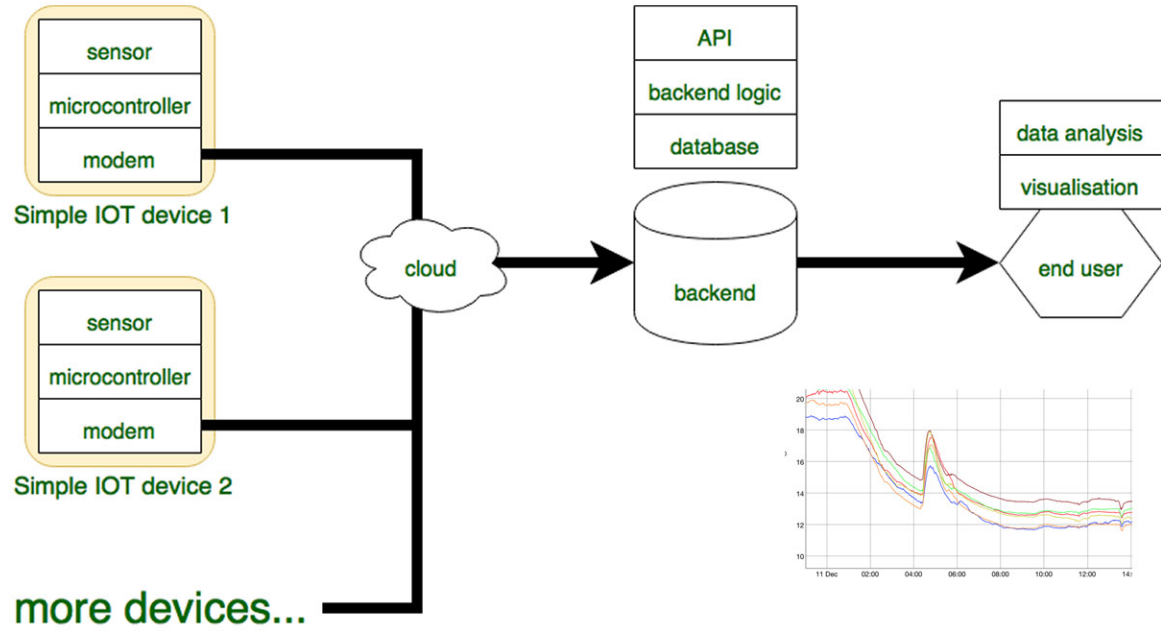 sensor
microcontroller
modem
Simple IOT device 1
sensor
microcontroller
modem
Simple IOT device 2
more devices...
cloud
API
backend logic
database
backend
data analysis
visualisation
end user
20
18
16
14
12
10
11 Dec 02:00 04:00 06:00 08:00 10:00 12:00